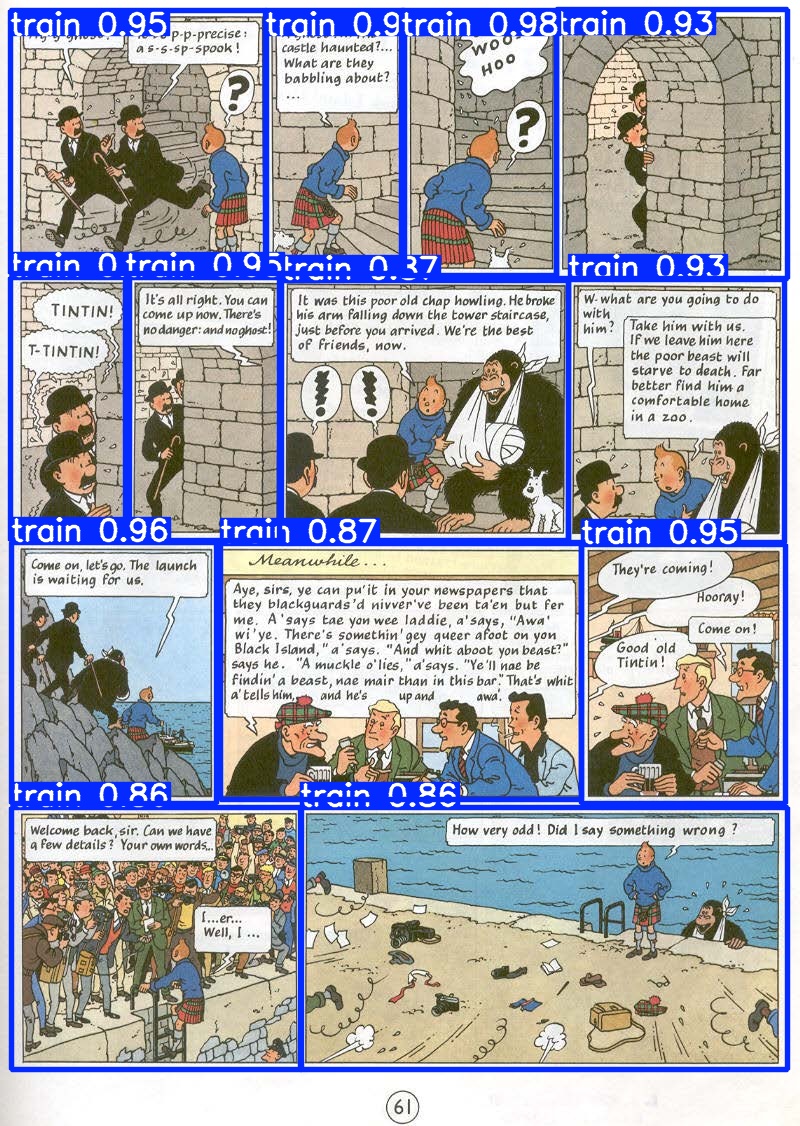 train 0.95
train 0.9
train 0.98
train 0.93
p-p-precise:
a s-s-sp-spook!
?
castle haunted?...
What are they
babbling about?
...
HOO
?
train 0.95
train 0.87
train 0.93
TINTIN!
T-TINTIN!
It's all right. You can
come up now. There's
no danger: and no ghost!
It was this poor old chap howling. He broke
his arm falling down the tower staircase,
just before you arrived. We're the best
of friends, now.
! !
W-what are you going to do
with
him?
Take him with us.
If we leave him here
the poor beast will
starve to death. Far
better find him a
comfortable home
in a zoo.
train 0.96
train 0.87
train 0.95
Come on, let's go. The launch
is waiting for us.
Meanwhile...
Aye, sirs, ye can pu'it in your newspapers that
they blackguards'd nivver've been ta'en but fer
me. A'says tae yon wee laddie, a'says, "Awa'
wi'ye. There's somethin' gey queer afoot on yon
Black Island," a'says. "And whit aboot yon beast?"
says he. "A muckle o'lies," a'says. "Ye'll nae be
findin' a beast, nae mair than in this bar." That's whit
a'tells him, and he's up and awa'.
They're coming!
Hooray!
Come on!
Good old
Tintin!
train 0.86
train 0.86
Welcome back, sir. Can we have
a few details? Your own words...
I...er...
Well, I ...
How very odd! Did I say something wrong?
61